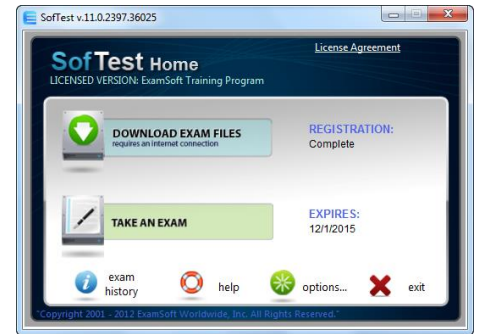 SofTest v.11.0.2397.36025
License Agreement
SofTest Home
LICENSED VERSION: ExamSoft Training Program
DOWNLOAD EXAM FILES
requires an internet connection
REGISTRATION:
Complete
TAKE AN EXAM
EXPIRES:
12/1/2015
exam
history
help
options...
exit
"Copyright 2001 - 2012 ExamSoft Worldwide, Inc. All Rights Reserved."